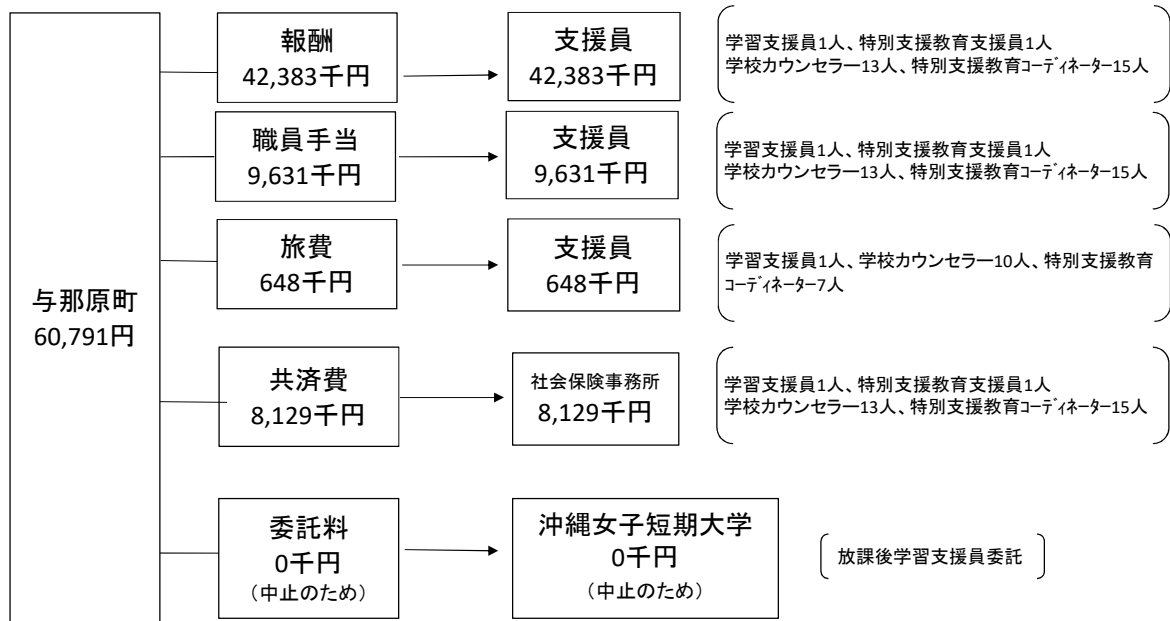 与那原町
60,791円
報酬
42,383千円
支援員
42,383千円
学習支援員1人、特別支援教育支援員1人
学校カウンセラー13人、特別支援教育コーディネーター15人
職員手当
9,631千円
支援員
9,631千円
学習支援員1人、特別支援教育支援員1人
学校カウンセラー13人、特別支援教育コーディネーター15人
旅費
648千円
支援員
648千円
学習支援員1人、学校カウンセラー10人、特別支援教育
コーディネーター7人
共済費
8,129千円
社会保険事務所
8,129千円
学習支援員1人、特別支援教育支援員1人
学校カウンセラー13人、特別支援教育コーディネーター15人
委託料
0千円
（中止のため）
沖縄女子短期大学
0千円
（中止のため）
放課後学習支援員委託